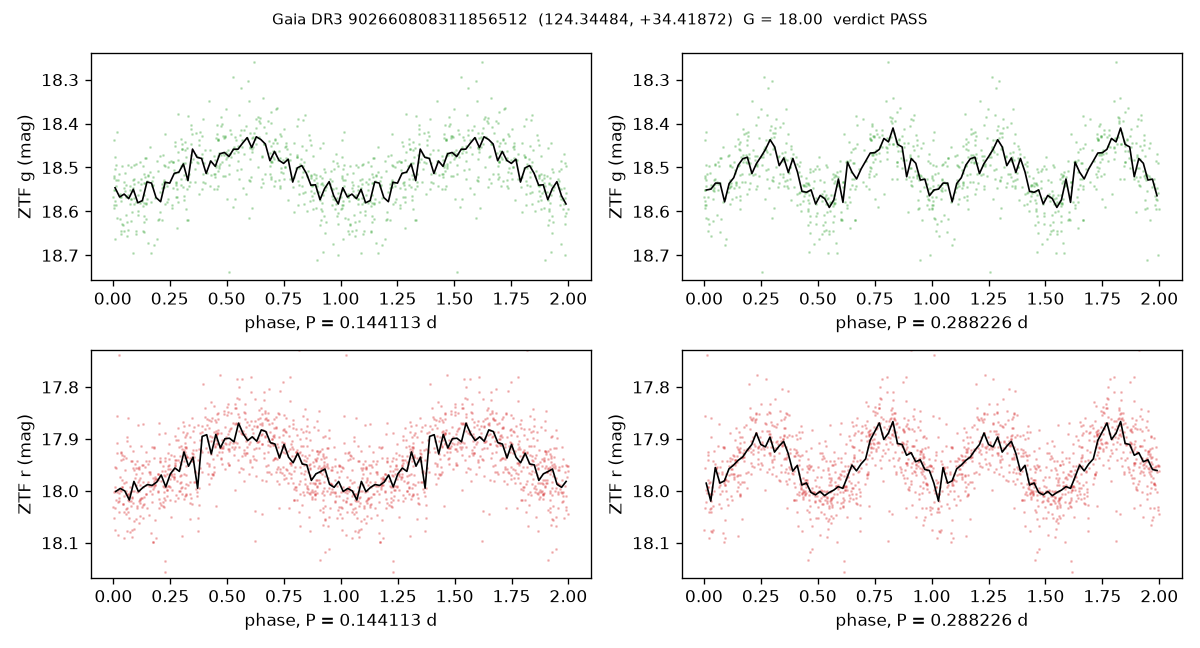 Gaia DR3 902660808311856512  (124.34484, +34.41872)  G = 18.00  verdict PASS
ZTF g (mag)
18.3
18.4
18.5
18.6
18.7
0.00 0.25 0.50 0.75 1.00 1.25 1.50 1.75 2.00
phase, P = 0.144113 d
ZTF g (mag)
18.3
18.4
18.5
18.6
18.7
0.00 0.25 0.50 0.75 1.00 1.25 1.50 1.75 2.00
phase, P = 0.288226 d
ZTF r (mag)
17.8
17.9
18.0
18.1
0.00 0.25 0.50 0.75 1.00 1.25 1.50 1.75 2.00
phase, P = 0.144113 d
ZTF r (mag)
17.8
17.9
18.0
18.1
0.00 0.25 0.50 0.75 1.00 1.25 1.50 1.75 2.00
phase, P = 0.288226 d